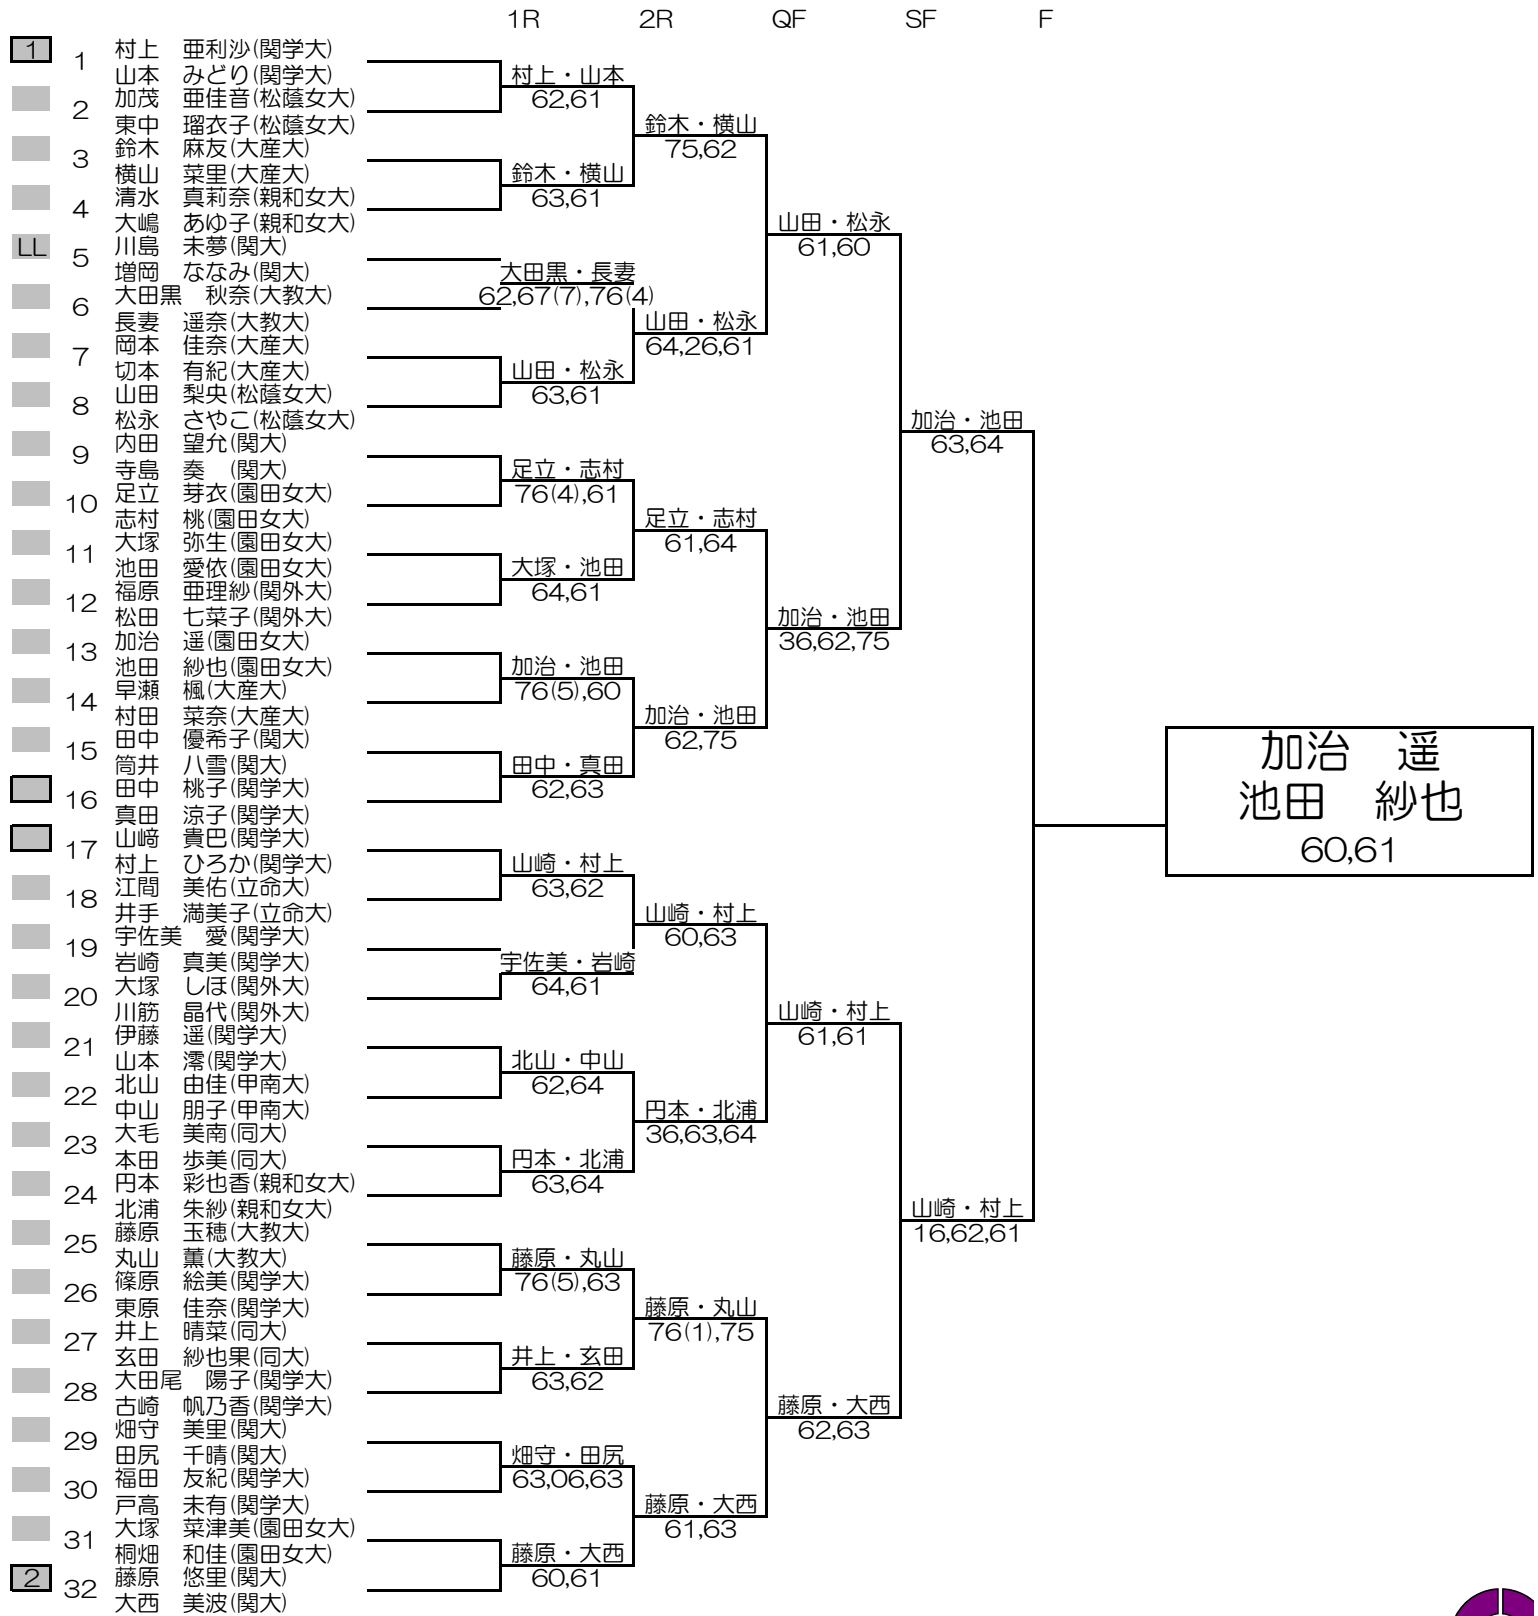 1R 2R QF SF F
1 1 村上　亜利沙(関学大)
山本　みどり(関学大)
2 加茂　亜佳音(松蔭女大)
東中　瑠衣子(松蔭女大)
3 鈴木　麻友(大産大)
横山　菜里(大産大)
4 清水　真莉奈(親和女大)
大嶋　あゆ子(親和女大)
LL 5 川島　未夢(関大)
増岡　ななみ(関大)
6 大田黒　秋奈(大教大)
長妻　遥奈(大教大)
7 岡本　佳奈(大産大)
切本　有紀(大産大)
8 山田　梨央(松蔭女大)
松永　さやこ(松蔭女大)
9 内田　望允(関大)
寺島　奏　(関大)
10 足立　芽衣(園田女大)
志村　桃(園田女大)
11 大塚　弥生(園田女大)
池田　愛依(園田女大)
12 福原　亜理紗(関外大)
松田　七菜子(関外大)
13 加治　遥(園田女大)
池田　紗也(園田女大)
14 早瀬　楓(大産大)
村田　菜奈(大産大)
15 田中　優希子(関大)
筒井　八雪(関大)
16 田中　桃子(関学大)
真田　涼子(関学大)
17 山﨑　貴巴(関学大)
村上　ひろか(関学大)
18 江間　美佑(立命大)
井手　満美子(立命大)
19 宇佐美　愛(関学大)
岩崎　真美(関学大)
20 大塚　しほ(関外大)
川筋　晶代(関外大)
21 伊藤　遥(関学大)
山本　澪(関学大)
22 北山　由佳(甲南大)
中山　朋子(甲南大)
23 大毛　美南(同大)
本田　歩美(同大)
24 円本　彩也香(親和女大)
北浦　朱紗(親和女大)
25 藤原　玉穂(大教大)
丸山　薫(大教大)
26 篠原　絵美(関学大)
東原　佳奈(関学大)
27 井上　晴菜(同大)
玄田　紗也果(同大)
28 大田尾　陽子(関学大)
古崎　帆乃香(関学大)
29 畑守　美里(関大)
田尻　千晴(関大)
30 福田　友紀(関学大)
戸高　未有(関学大)
31 大塚　菜津美(園田女大)
桐畑　和佳(園田女大)
2 32 藤原　悠里(関大)
大西　美波(関大)
村上・山本
62,61
鈴木・横山
63,61
大田黒・長妻
62,67(7),76(4)
山田・松永
63,61
足立・志村
76(4),61
大塚・池田
64,61
加治・池田
76(5),60
田中・真田
62,63
山崎・村上
63,62
宇佐美・岩崎
64,61
北山・中山
62,64
円本・北浦
63,64
藤原・丸山
76(5),63
井上・玄田
63,62
畑守・田尻
63,06,63
藤原・大西
60,61
鈴木・横山
75,62
山田・松永
64,26,61
足立・志村
61,64
加治・池田
62,75
山崎・村上
60,63
円本・北浦
36,63,64
藤原・丸山
76(1),75
藤原・大西
61,63
山田・松永
61,60
加治・池田
36,62,75
山崎・村上
61,61
藤原・大西
62,63
加治・池田
63,64
山崎・村上
16,62,61
加治　遥
池田　紗也
60,61